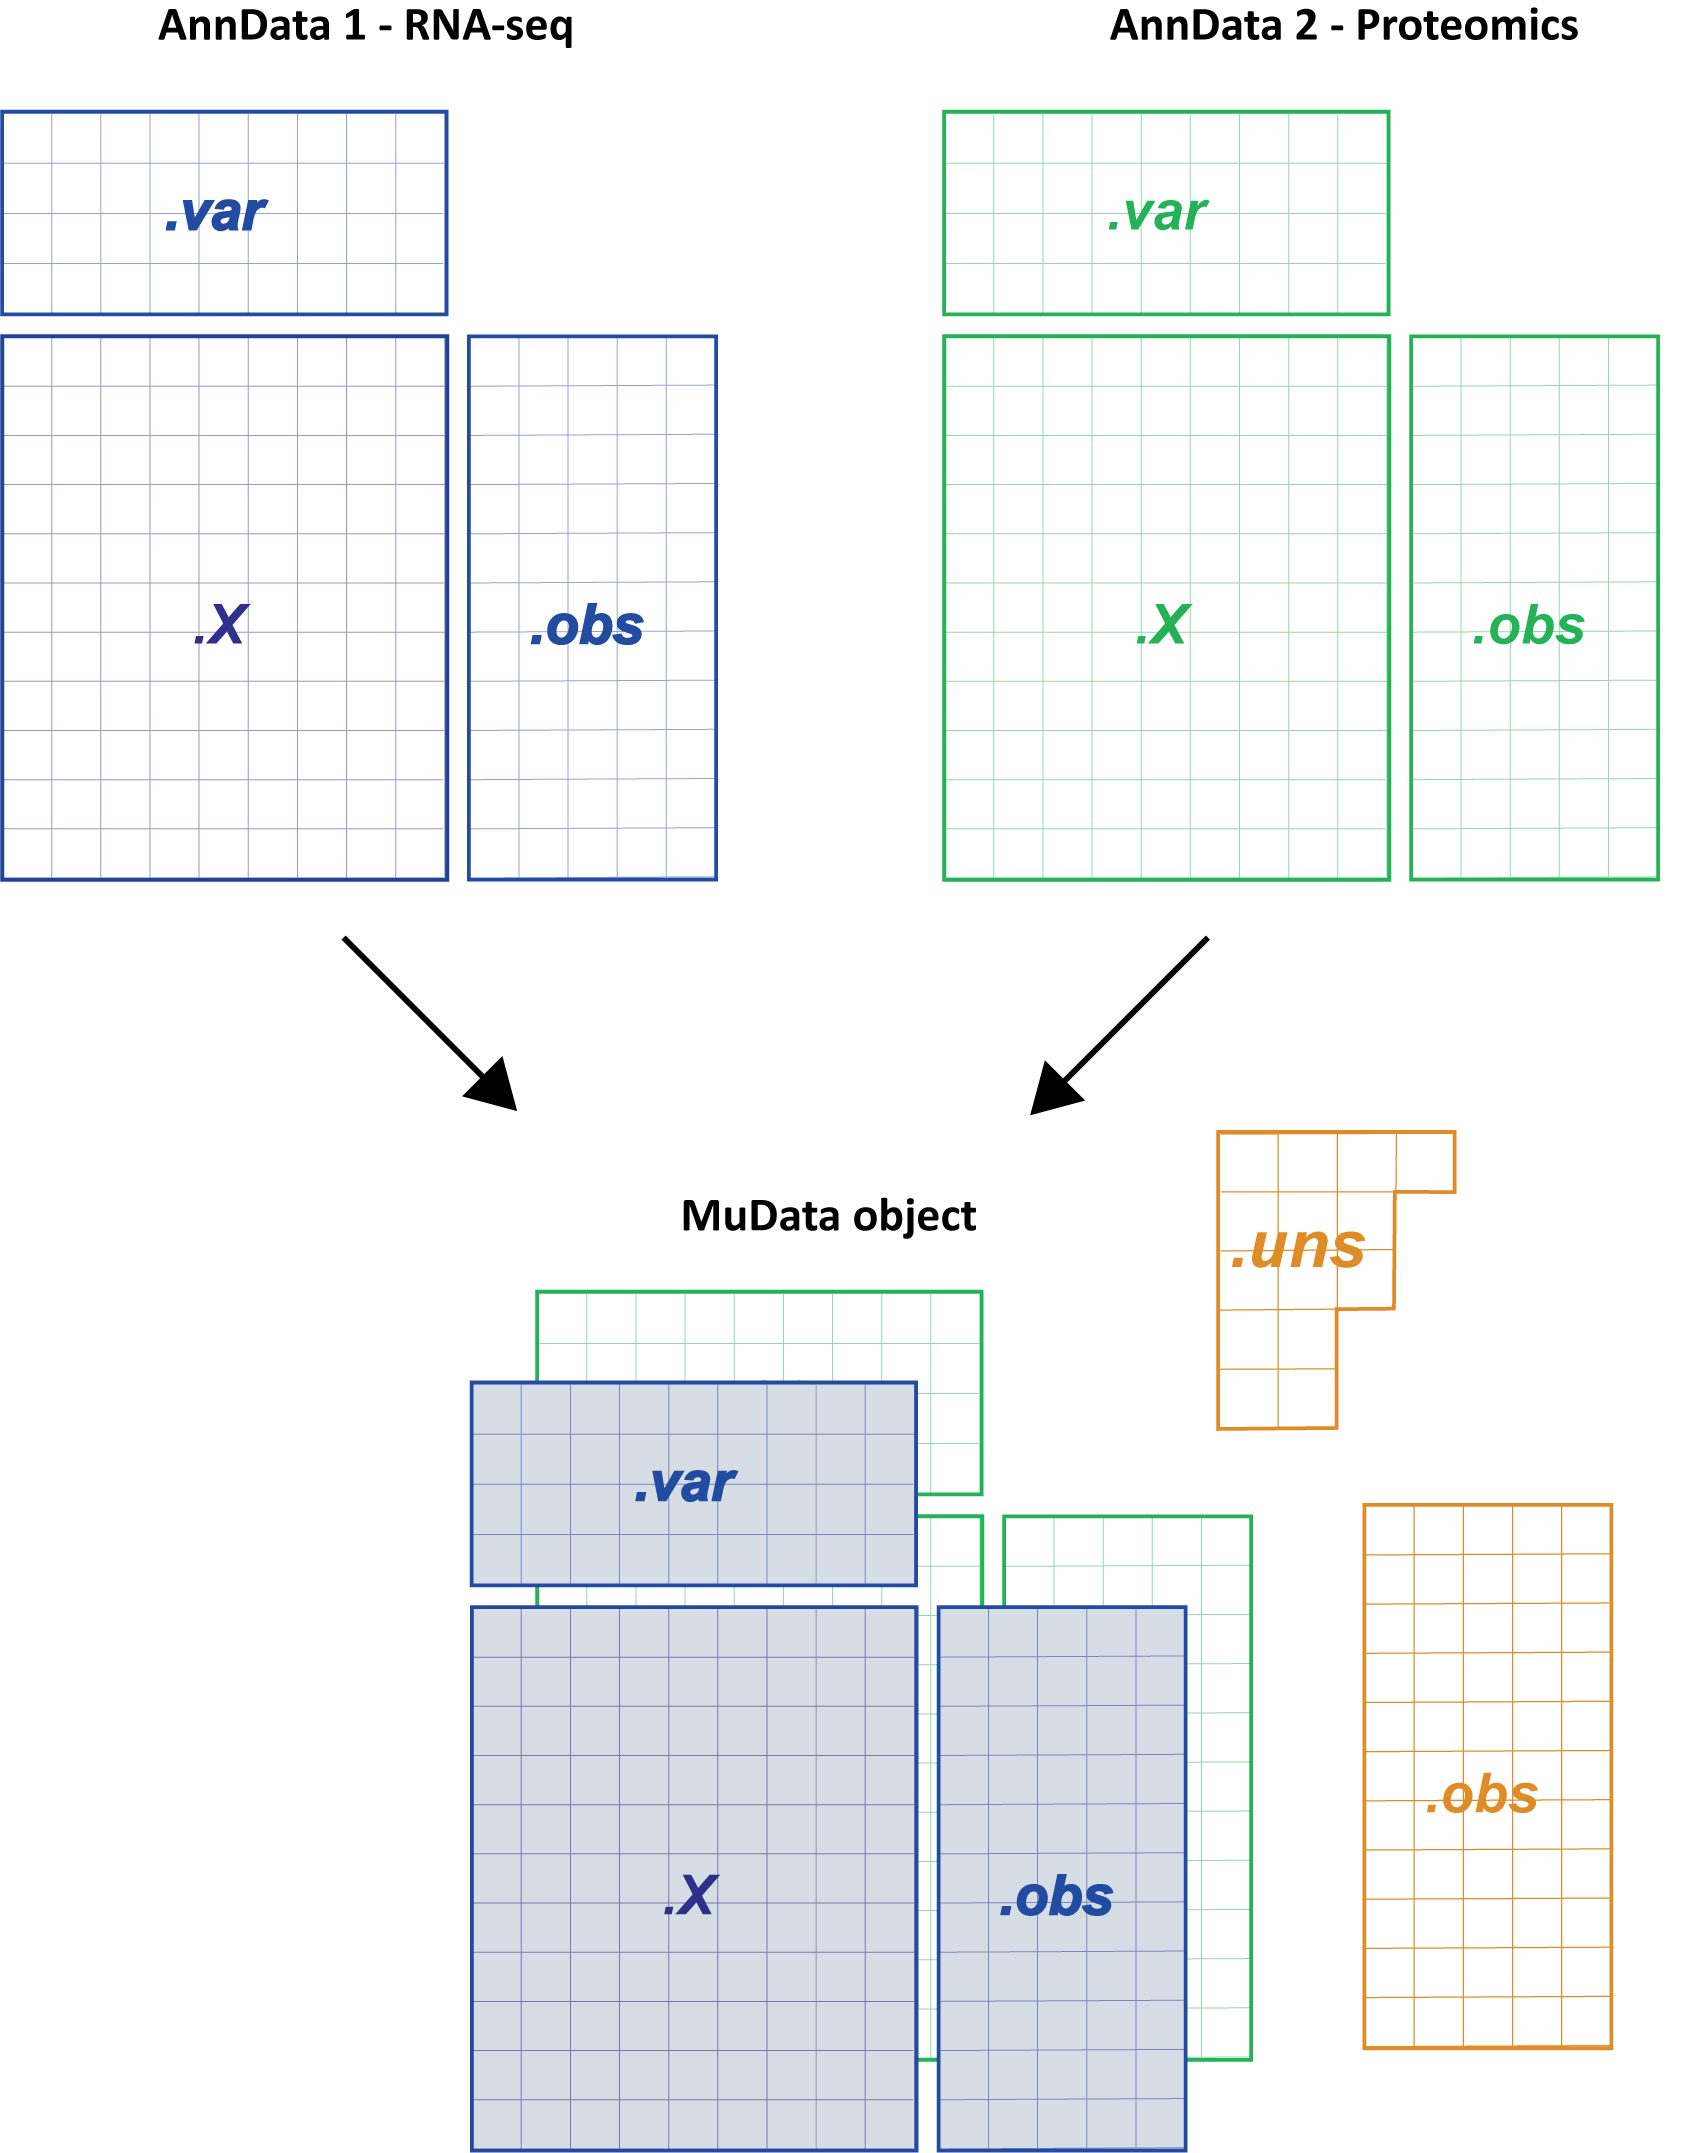 AnnData 1 - RNA-seq
AnnData 2 - Proteomics
.var
.var
.X
.obs
.X
.obs
MuData object
.uns
.var
.obs
.X
.obs